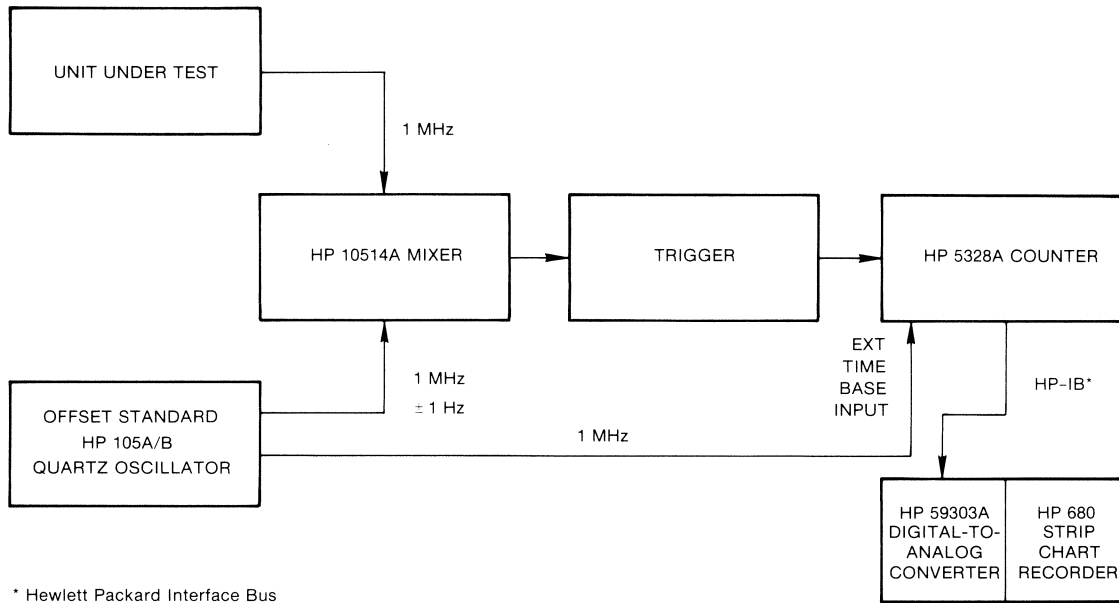 UNIT UNDER TEST
1 MHz
HP 10514A MIXER
TRIGGER
HP 5328A COUNTER
OFFSET STANDARD
HP 105A/B
QUARTZ OSCILLATOR
1 MHz
± 1 Hz
1 MHz
EXT
TIME
BASE
INPUT
HP-IB*
HP 59303A
DIGITAL-TO-
ANALOG
CONVERTER
HP 680
STRIP
CHART
RECORDER
* Hewlett Packard Interface Bus